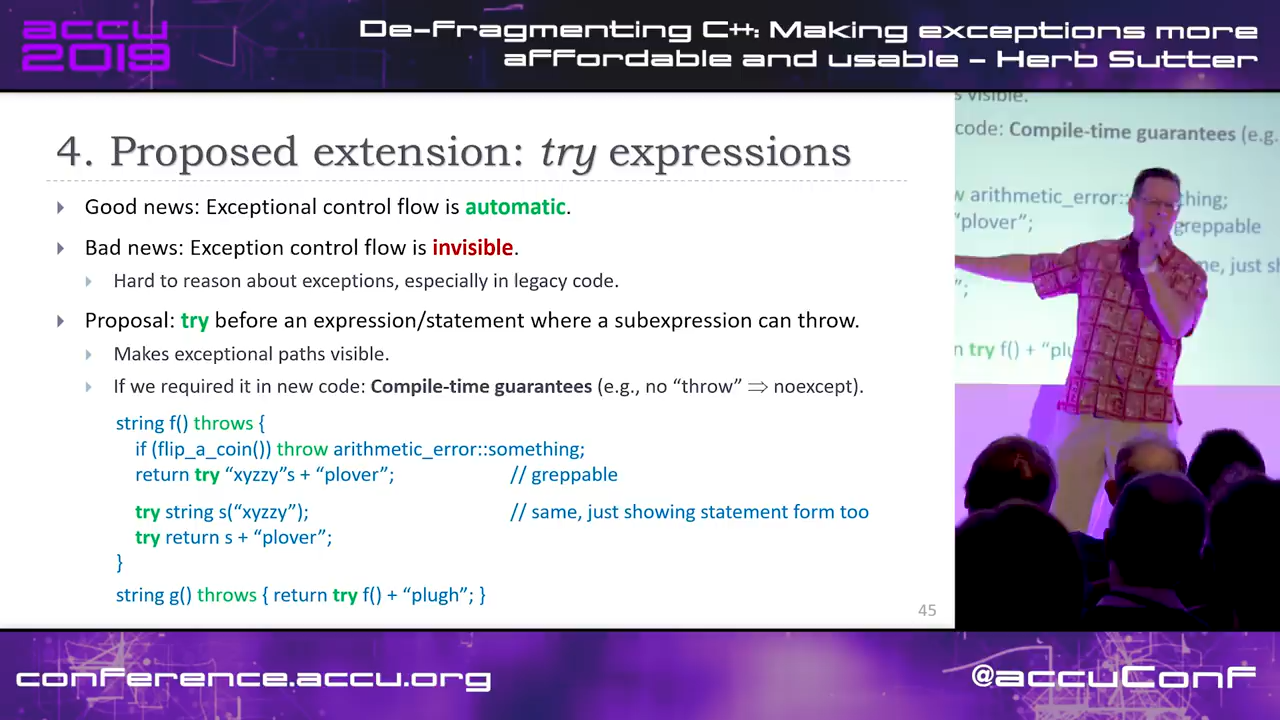 accu
2019
De-Fragmenting C++: Making exceptions more
affordable and usable - Herb Sutter
4. Proposed extension: try expressions
Good news: Exceptional control flow is automatic.
Bad news: Exception control flow is invisible.
Hard to reason about exceptions, especially in legacy code.
Proposal: try before an expression/statement where a subexpression can throw.
Makes exceptional paths visible.
If we required it in new code: Compile-time guarantees (e.g., no “throw” ⇒ noexcept).
string f() throws {
if (flip_a_coin()) throw arithmetic_error::something;
return try “xyzzy”s + “plover”; // greppable
try string s(“xyzzy”); // same, just showing statement form too
try return s + “plover”;
}
string g() throws { return try f() + “plugh”; }
45
s visible.
code: Compile-time guarantees (e.g.
arithmetic_error:: thing;
“plover”; greppable
me, just sh
”;
n try f() + “plu
conference.accu.org
@accuConf